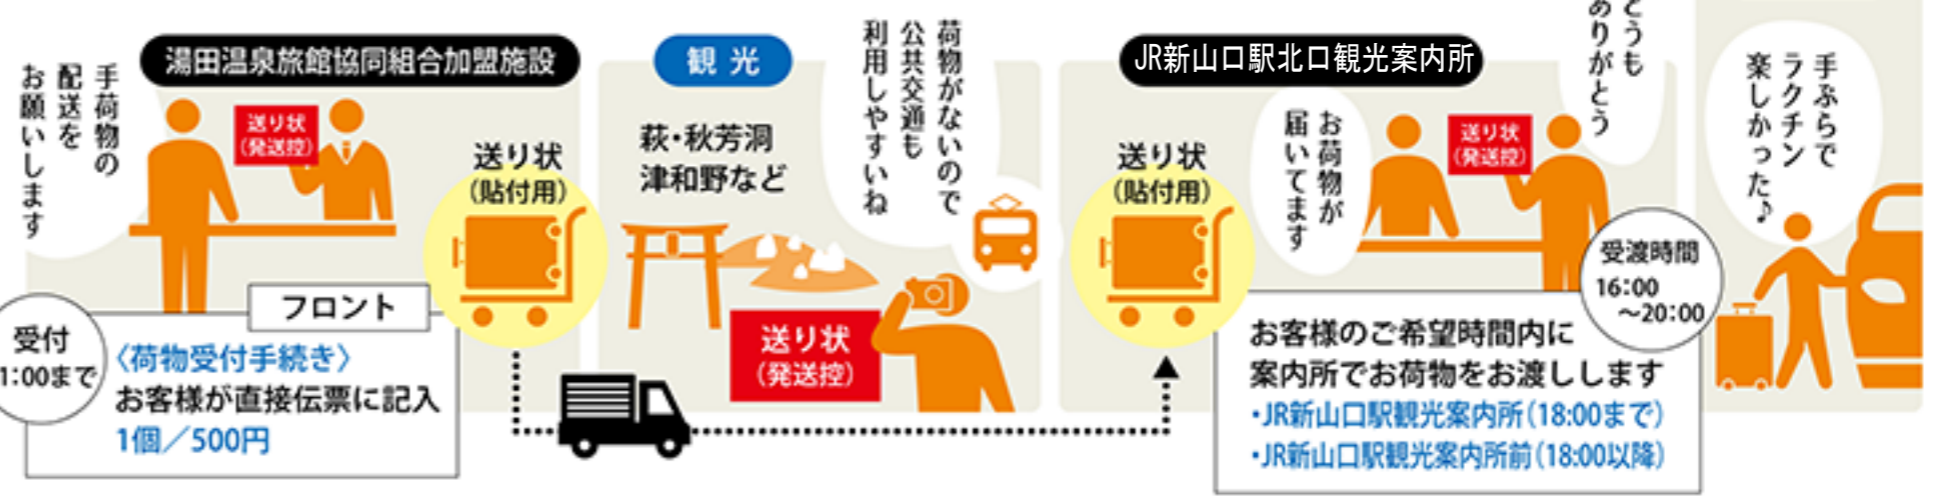 湯田温泉旅館協同組合加盟施設
手荷物の
配送を
お願いします
送り状
(発送控)
フロント
受付
1:00まで
〈荷物受付手続き〉
お客様が直接伝票に記入
1個／500円
送り状
(貼付用)
観光
萩・秋芳洞
津和野など
荷物がないので
公共交通も
利用しやすいね
送り状
(発送控)
JR新山口駅北口観光案内所
送り状
(貼付用)
お荷物が
届いてます
送り状
(発送控)
どうも
ありがとう
受渡時間
16:00
～20:00
お客様のご希望時間内に
案内所でお荷物をお渡しします
・JR新山口駅観光案内所(18:00まで)
・JR新山口駅観光案内所前(18:00以降)
手ぶらで
ラクチン
楽しかった♪